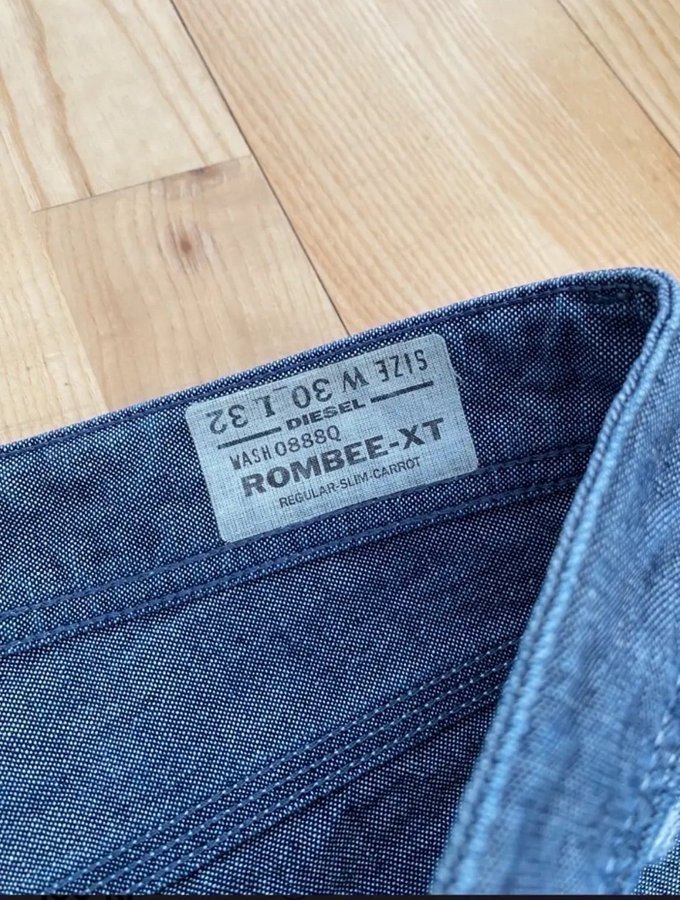 SIZE W 30 L 32
DIESEL
WASH 0888Q
ROMBEE-XT
REGULAR-SLIM-CARROT